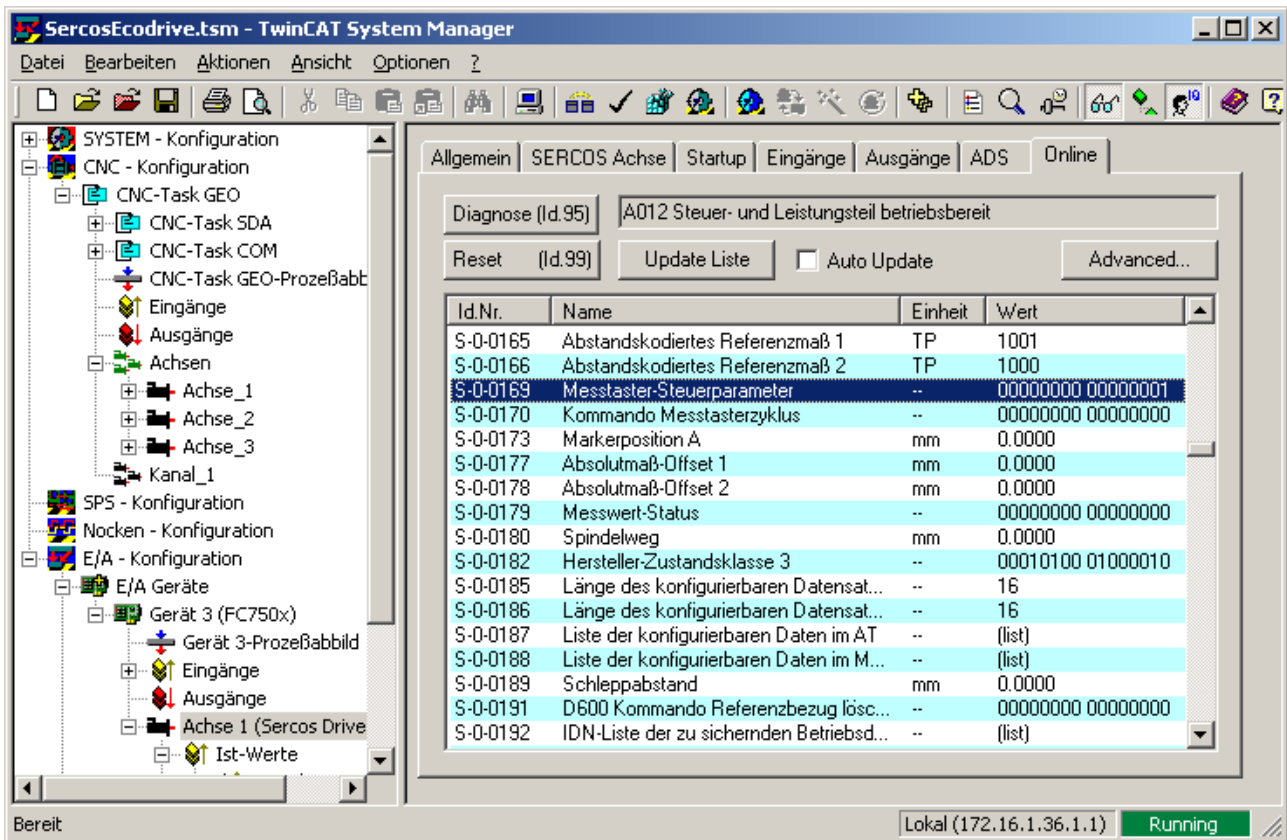 SercosEcodrive.tsm - TwinCAT System Manager
Datei Bearbeiten Aktionen Ansicht Optionen ?
SYSTEM - Konfiguration
CNC - Konfiguration
CNC-Task GEO
CNC-Task SDA
CNC-Task COM
CNC-Task GEO-Prozeßabb
Eingänge
Ausgänge
Achsen
Achse_1
Achse_2
Achse_3
Kanal_1
SPS - Konfiguration
Nocken - Konfiguration
E/A - Konfiguration
E/A Geräte
Gerät 3 (FC750x)
Gerät 3-Prozeßabbild
Eingänge
Ausgänge
Achse 1 (Sercos Drive
Ist-Werte
Allgemein SERCOS Achse Startup Eingänge Ausgänge ADS Online
Diagnose (Id.95) A012 Steuer- und Leistungsteil betriebsbereit
Reset (Id.99) Update Liste Auto Update Advanced...
Id.Nr. Name Einheit Wert
S-0-0165 Abstandskodiertes Referenzmaß 1 TP 1001
S-0-0166 Abstandskodiertes Referenzmaß 2 TP 1000
S-0-0169 Messtaster-Steuerparameter -- 00000000 00000001
S-0-0170 Kommando Messtasterzyklus -- 00000000 00000000
S-0-0173 Markerposition A mm 0.0000
S-0-0177 Absolutmaß-Offset 1 mm 0.0000
S-0-0178 Absolutmaß-Offset 2 mm 0.0000
S-0-0179 Messwert-Status -- 00000000 00000000
S-0-0180 Spindelweg mm 0.0000
S-0-0182 Hersteller-Zustandsklasse 3 -- 00010100 01000010
S-0-0185 Länge des konfigurierbaren Datensat... -- 16
S-0-0186 Länge des konfigurierbaren Datensat... -- 16
S-0-0187 Liste der konfigurierbaren Daten im AT -- (list)
S-0-0188 Liste der konfigurierbaren Daten im M... -- (list)
S-0-0189 Schleppabstand mm 0.0000
S-0-0191 D600 Kommando Referenzbezug lösc... -- 00000000 00000000
S-0-0192 IDN-Liste der zu sichernden Betriebsd... -- (list)
Bereit Lokal (172.16.1.36.1.1) Running